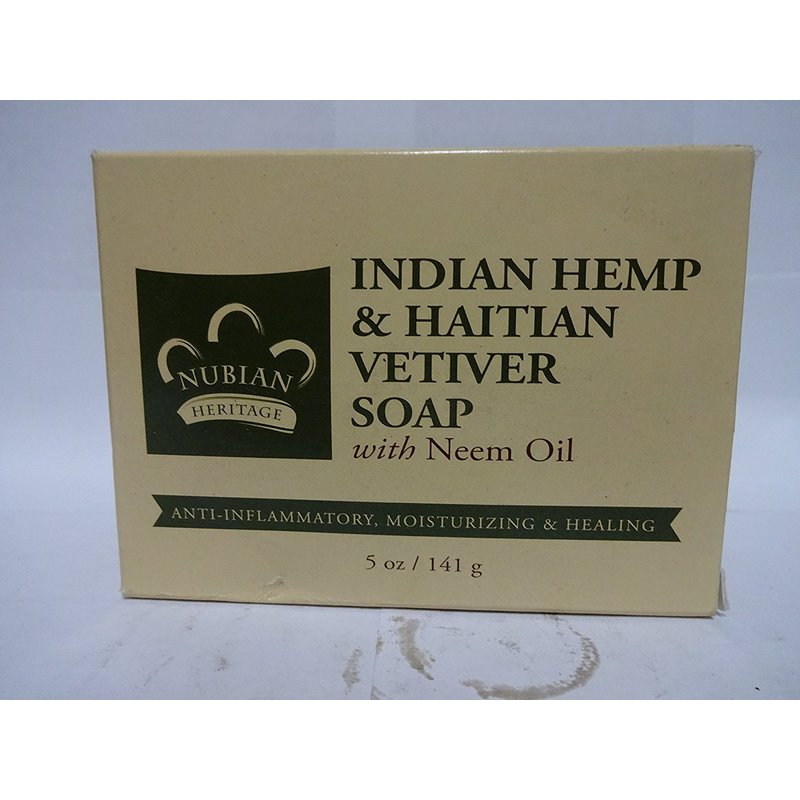 NUBIAN
HERITAGE
INDIAN HEMP
& HAITIAN
VETIVER
SOAP
with Neem Oil
ANTI-INFLAMMATORY, MOISTURIZING & HEALING
5 oz / 141 g